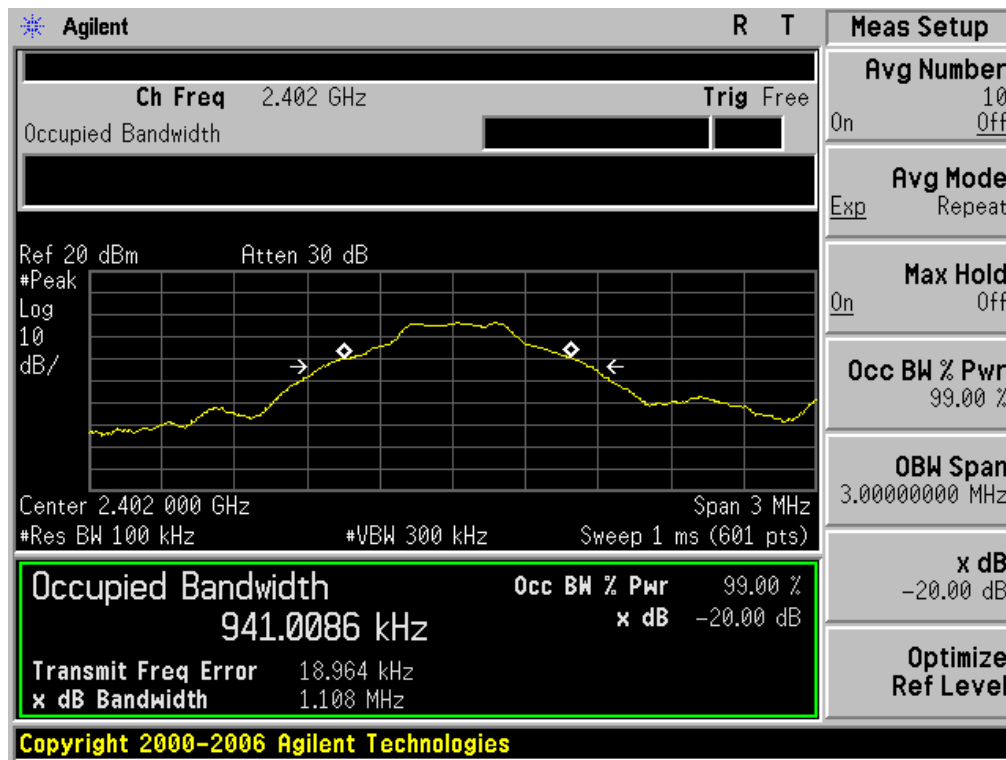 Agilent R T
Ch Freq 2.402 GHz Trig Free
Occupied Bandwidth
Ref 20 dBm Atten 30 dB
#Peak
Log
10
dB/
Center 2.402 000 GHz Span 3 MHz
#Res BW 100 kHz #VBW 300 kHz Sweep 1 ms (601 pts)
Occupied Bandwidth Occ BW % Pwr 99.00 %
941.0086 kHz x dB -20.00 dB
Transmit Freq Error 18.964 kHz
x dB Bandwidth 1.108 MHz
Copyright 2000-2006 Agilent Technologies
Meas Setup
Avg Number
10
On Off
Avg Mode
Exp Repeat
Max Hold
On Off
Occ BW % Pwr
99.00 %
OBW Span
3.00000000 MHz
x dB
-20.00 dB
Optimize
Ref Level